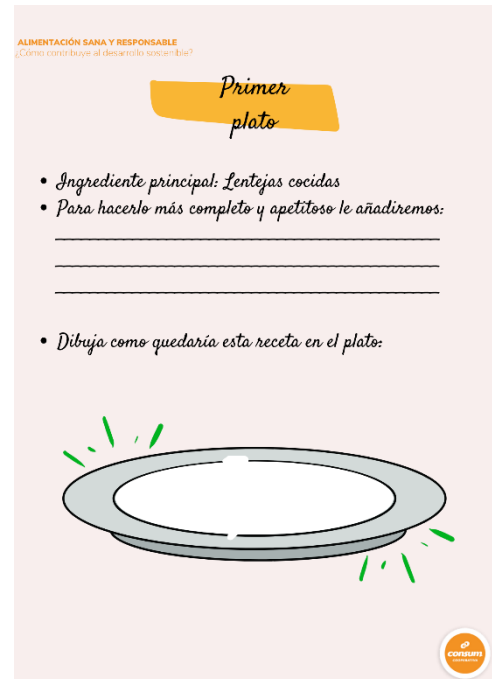 ALIMENTACIÓN SANA Y RESPONSABLE
¿Cómo contribuye al desarrollo sostenible?
Primer
plato
• Ingrediente principal: Lentejas cocidas
• Para hacerlo más completo y apetitoso le añadiremos:
• Dibuja como quedaría esta receta en el plato:
consum
COOPERATIVA